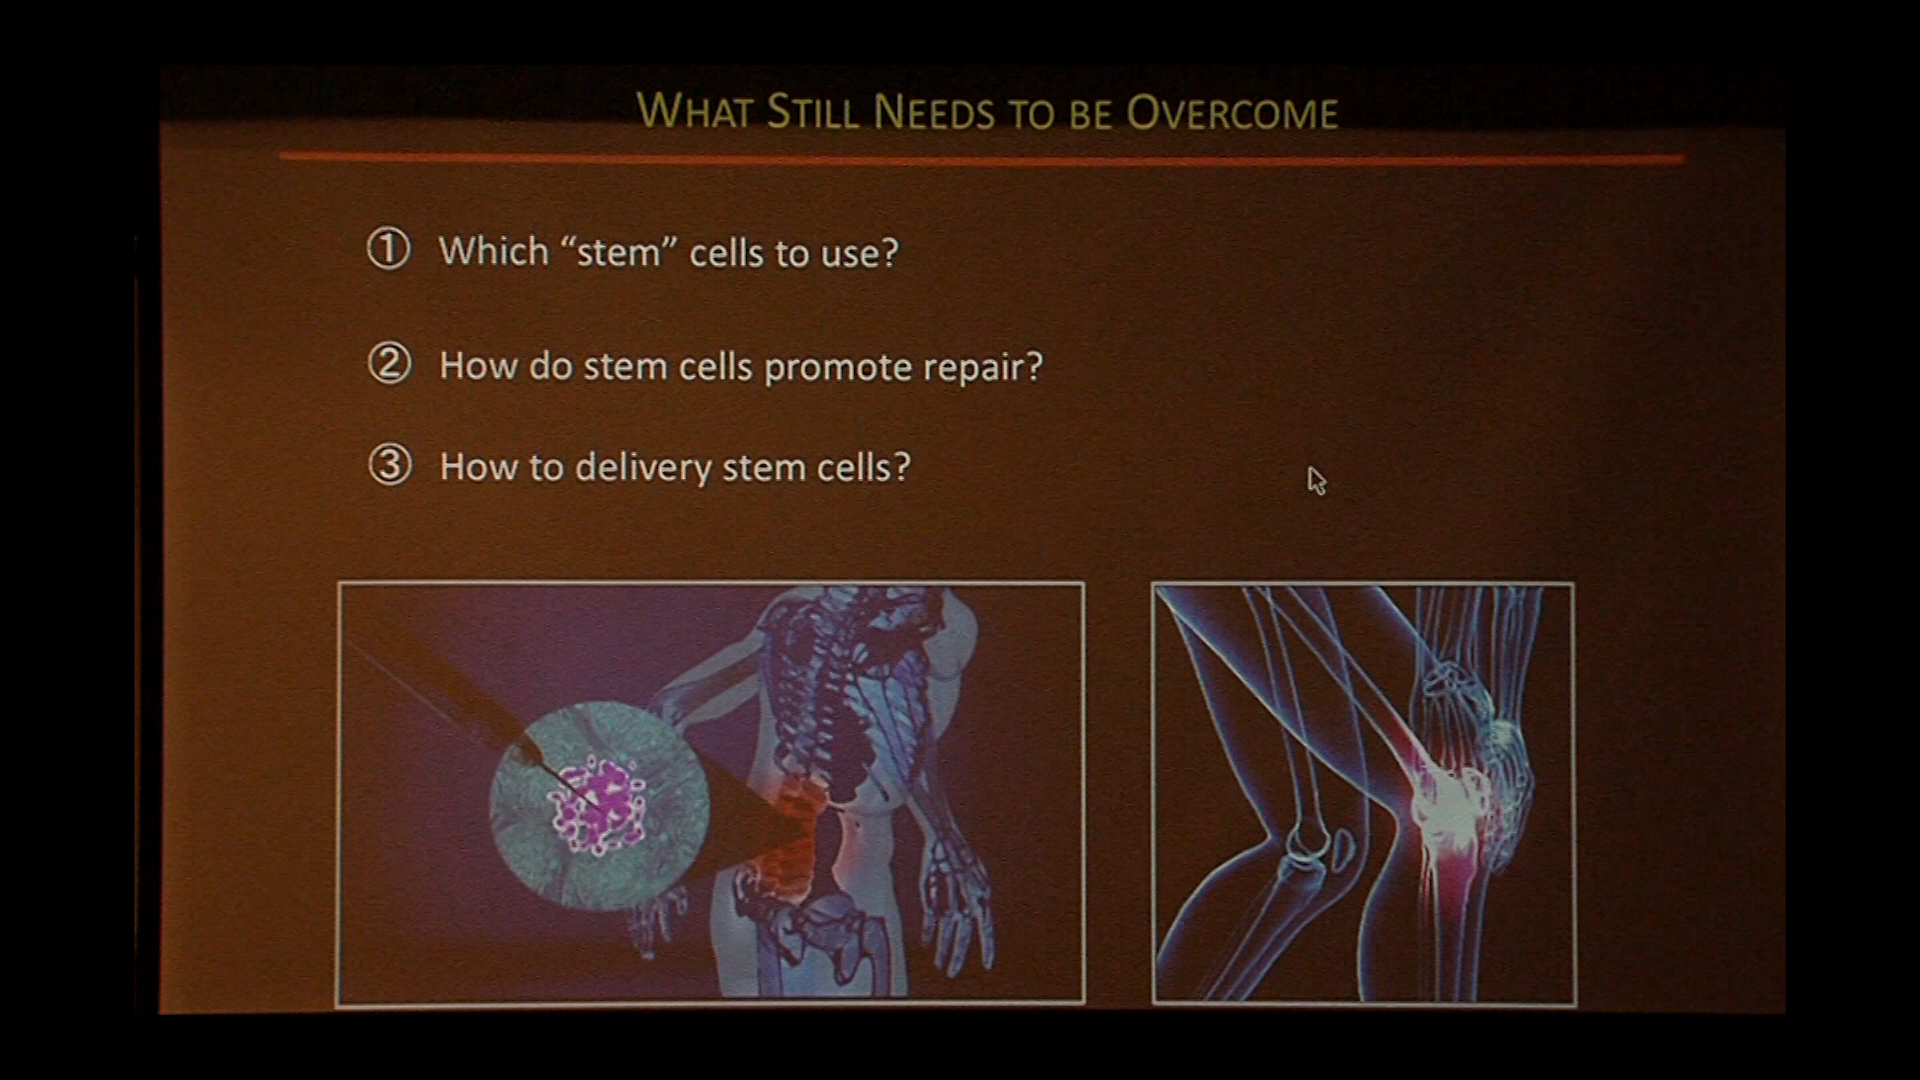 WHAT STILL NEEDS TO BE OVERCOME
① Which “stem” cells to use?
② How do stem cells promote repair?
③ How to delivery stem cells?